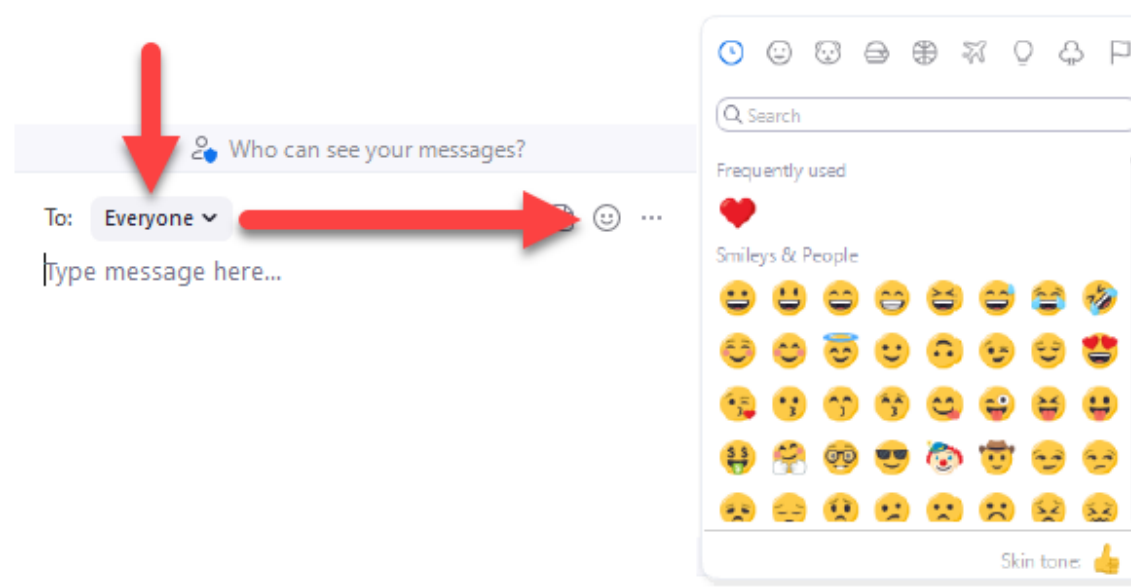 Who can see your messages?
To: Everyone
Type message here...
Search
Frequently used
Smileys & People
Skin tone: